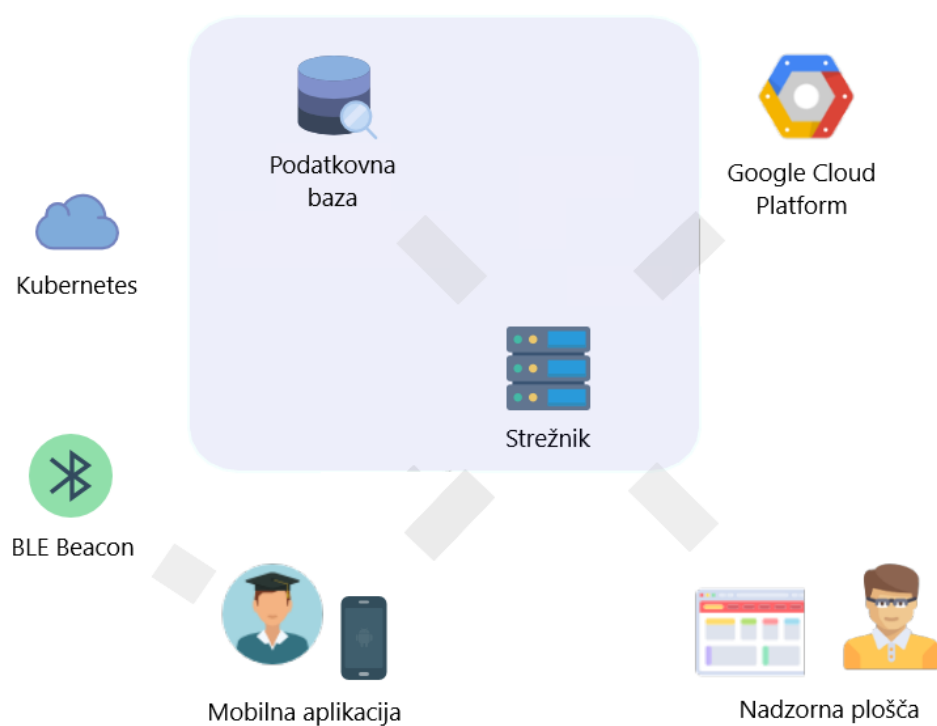 Podatkovna
baza
Google Cloud
Platform
Kubernetes
Strežnik
BLE Beacon
Mobilna aplikacija
Nadzorna plošča